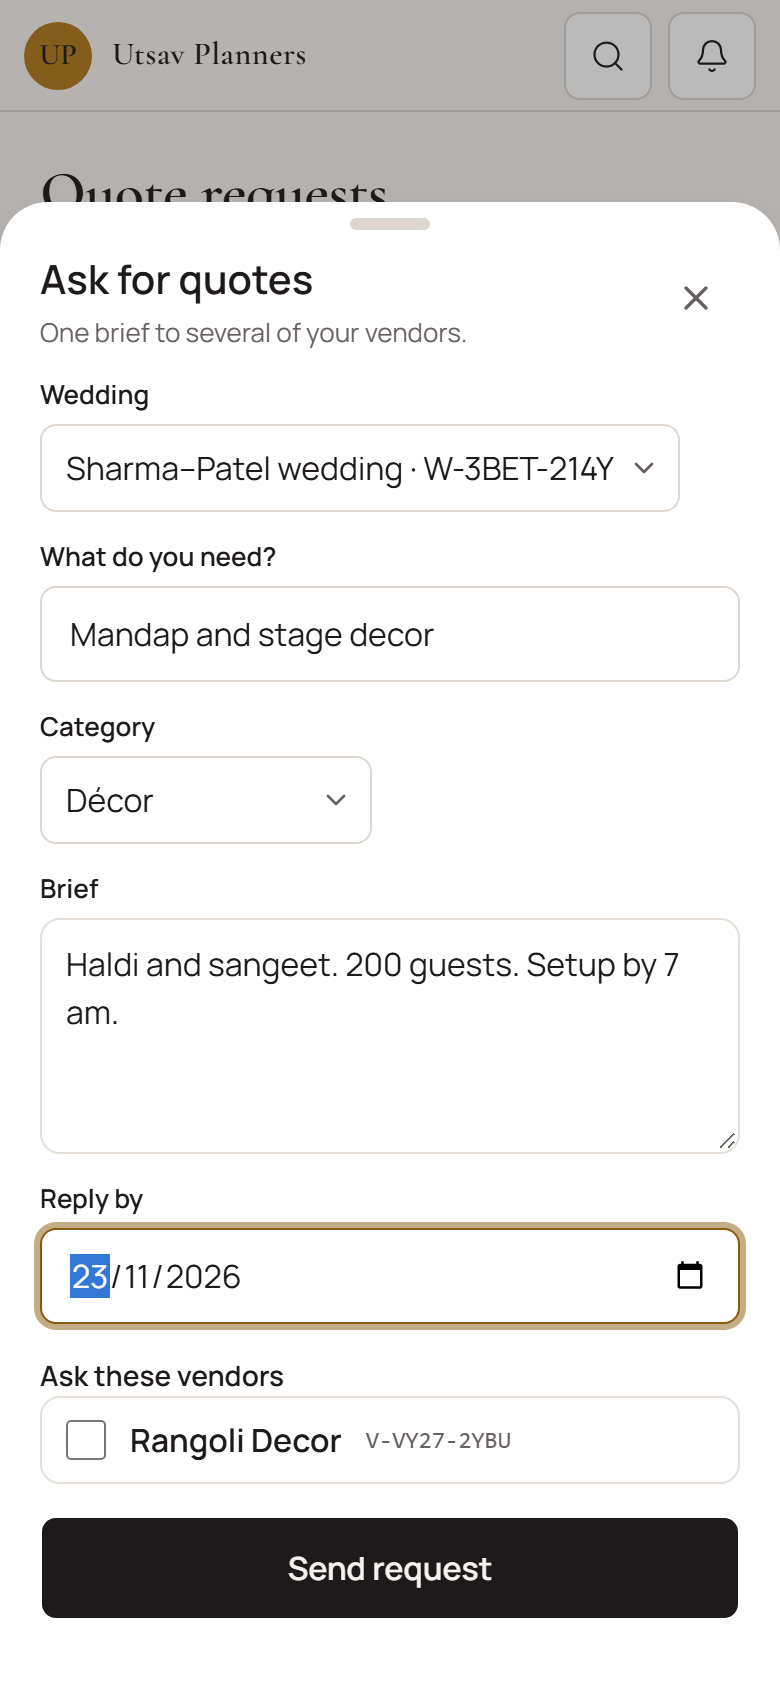 UP Utsav Planners
Quote requests
Ask for quotes
One brief to several of your vendors.
Wedding
Sharma–Patel wedding · W-3BET-214Y
What do you need?
Mandap and stage decor
Category
Décor
Brief
Haldi and sangeet. 200 guests. Setup by 7
am.
Reply by
23/11/2026
Ask these vendors
Rangoli Decor V-VY27-2YBU
Send request